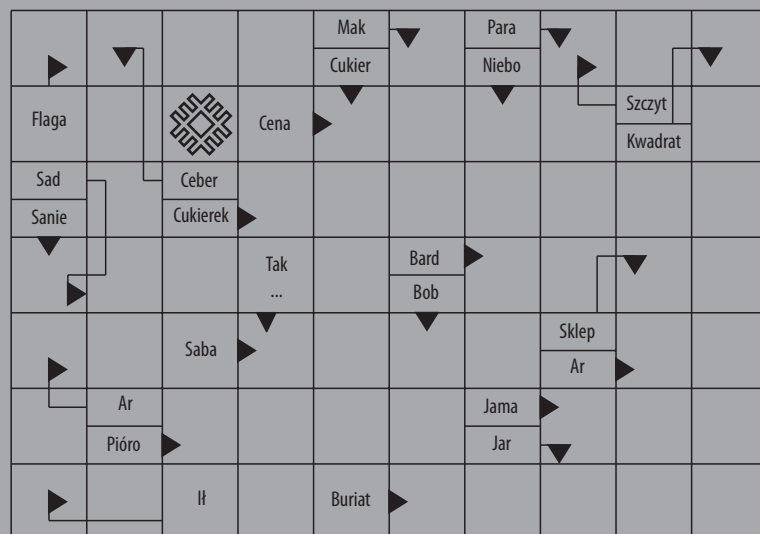 Mak
Para
Cukier
Niebo
Flaga
Cena
Szczyt
Kwadrat
Sad
Ceber
Sanie
Cukierek
Tak
...
Bard
Bob
Saba
Sklep
Ar
Ar
Jama
Pióro
Jar
Ił
Buriat